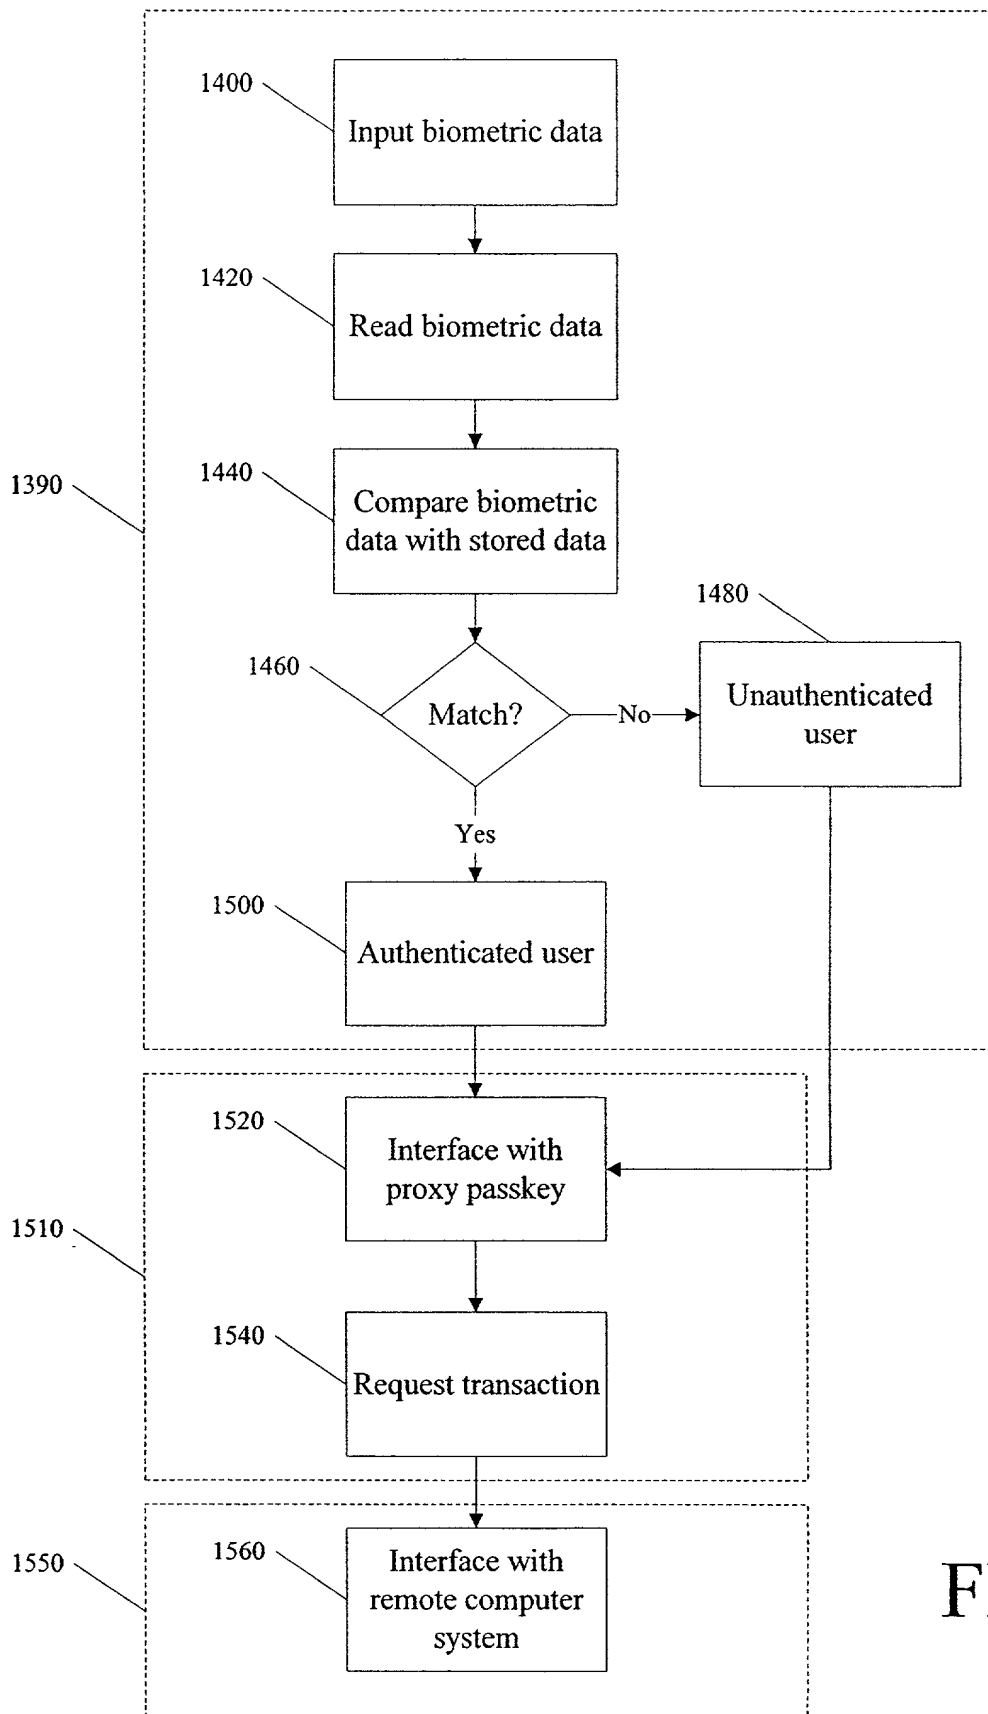 1400
Input biometric data
1420
Read biometric data
1390
1440
Compare biometric
data with stored data
1480
1460
Match?
No
Unauthenticated
user
Yes
1500
Authenticated user
1520
Interface with
proxy passkey
1510
1540
Request transaction
1550
1560
Interface with
remote computer
system